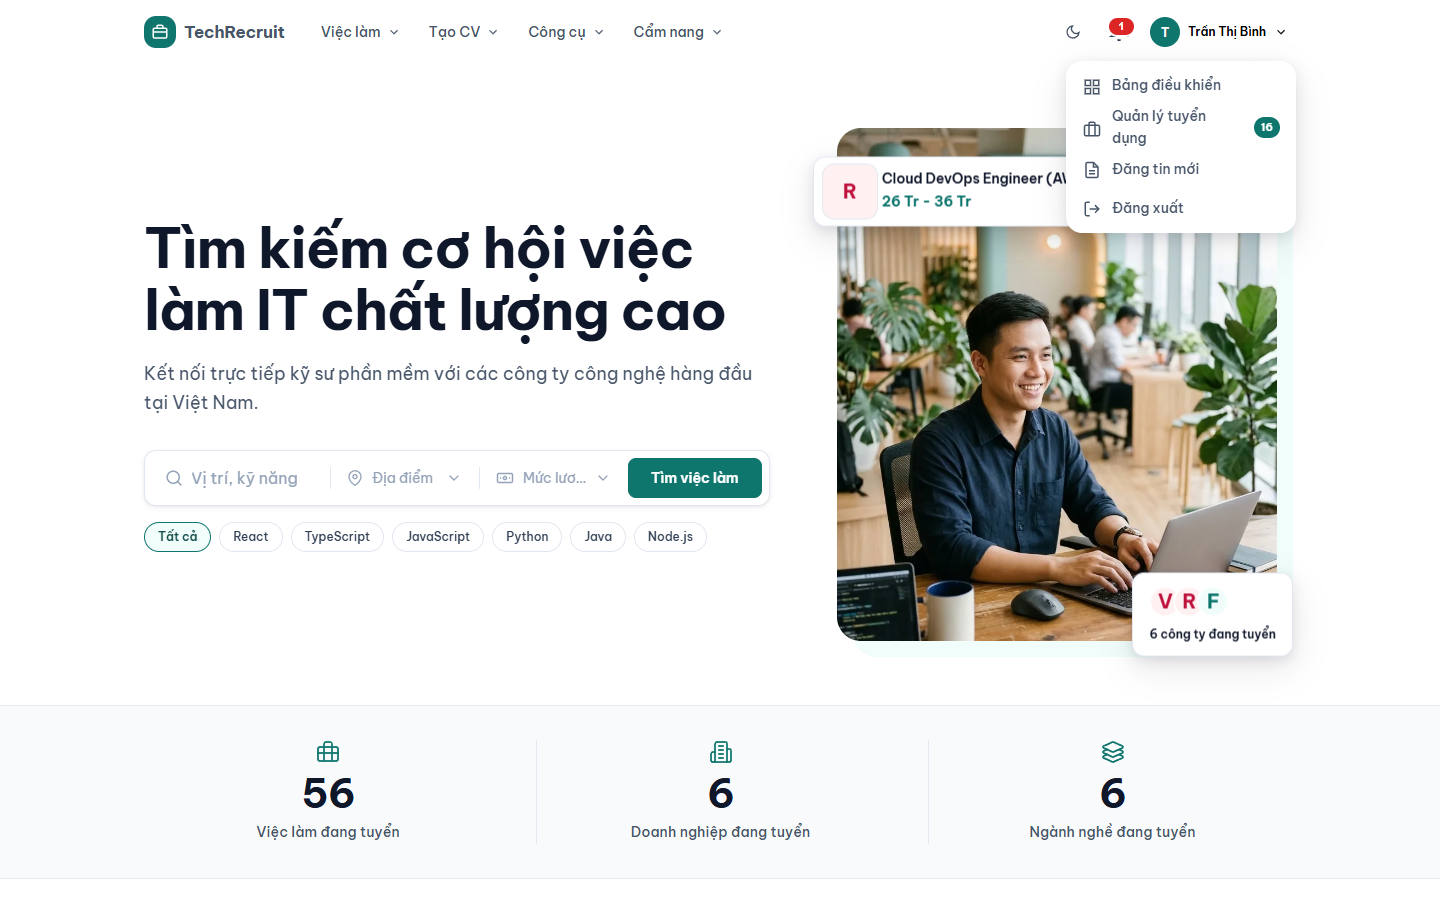 TechRecruit
Việc làm
Tạo CV
Công cụ
Cẩm nang
1
T
Trần Thị Bình
Bảng điều khiển
Quản lý tuyển
dụng
16
Đăng tin mới
Đăng xuất
R
Cloud DevOps Engineer
26 Tr - 36 Tr
Tìm kiếm cơ hội việc
làm IT chất lượng cao
Kết nối trực tiếp kỹ sư phần mềm với các công ty công nghệ hàng đầu
tại Việt Nam.
Vị trí, kỹ năng
Địa điểm
Mức lươ...
Tìm việc làm
Tất cả
React
TypeScript
JavaScript
Python
Java
Node.js
V R F
6 công ty đang tuyển
56
Việc làm đang tuyển
6
Doanh nghiệp đang tuyển
6
Ngành nghề đang tuyển